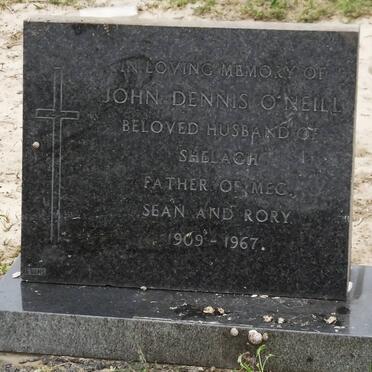 IN LOVING MEMORY OF
JOHN DENNIS O'NEILL
BELOVED HUSBAND OF
SHELAGH
FATHER OF MEG,
SEAN AND RORY.
1909 - 1967.